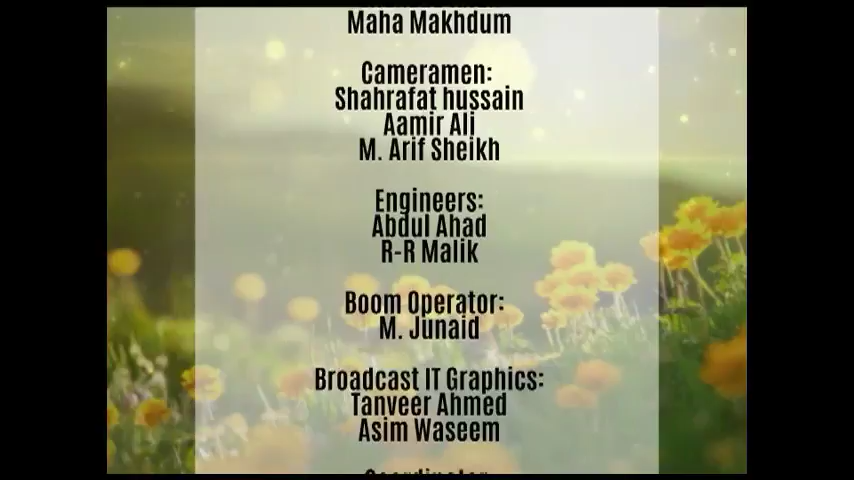 Maha Makhdum
Cameramen:
Shahrafat hussain
Aamir Ali
M. Arif Sheikh
Engineers:
Abdul Ahad
R-R Malik
Boom Operator:
M. Junaid
Broadcast IT Graphics:
Tanveer Ahmed
Asim Waseem